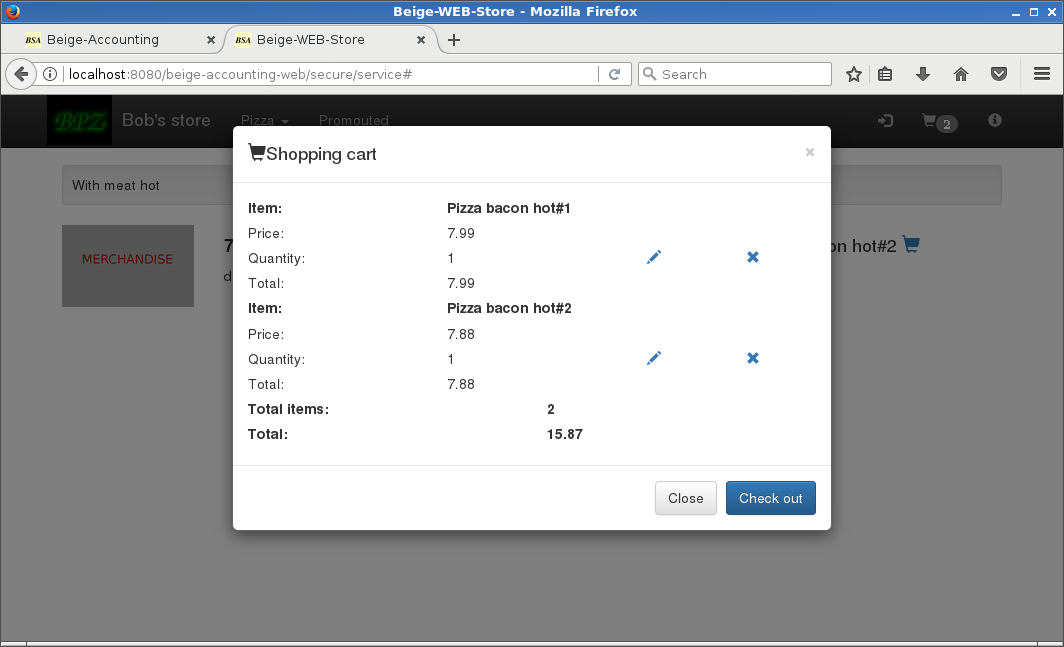 Beige-WEB-Store - Mozilla Firefox
BSA Beige-Accounting
BSA Beige-WEB-Store
localhost:8080/beige-accounting-web/secure/service#
Search
BPZ Bob's store Pizza Promouted 2
Shopping cart ×
With meat hot
Item: Pizza bacon hot#1
Price: 7.99
Quantity: 1
Total: 7.99
Item: Pizza bacon hot#2
Price: 7.88
Quantity: 1
Total: 7.88
Total items: 2
Total: 15.87
Close Check out
MERCHANDISE
7
d
hot#2